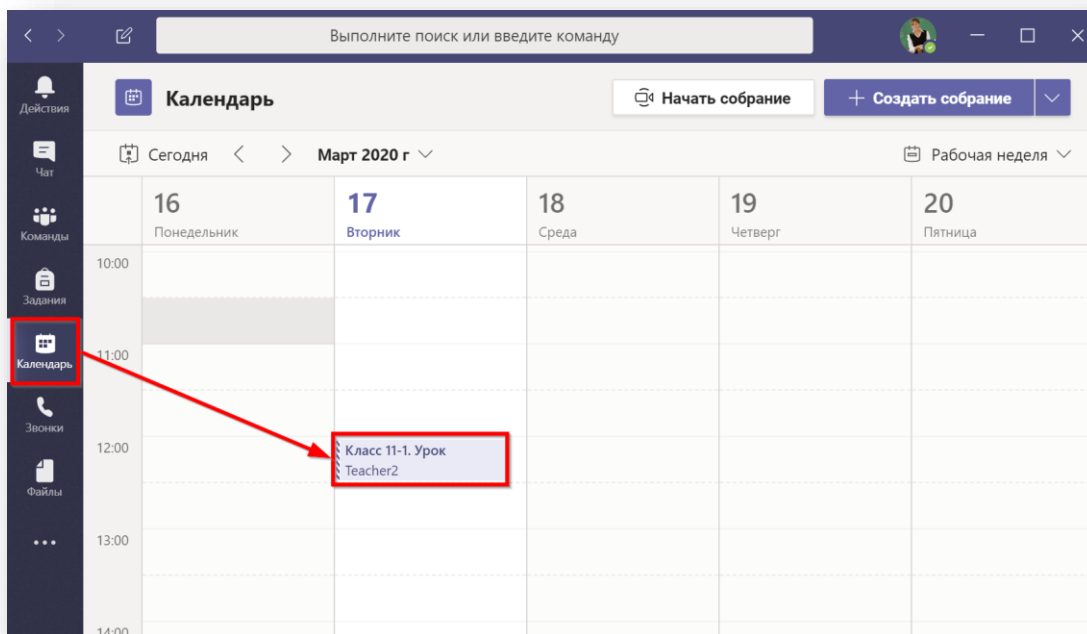 Выполните поиск или введите команду
Действия
Чат
Команды
Задания
Календарь
Звонки
Файлы
Календарь
Начать собрание
+ Создать собрание
Сегодня
Март 2020 г
Рабочая неделя
16
Понедельник
17
Вторник
18
Среда
19
Четверг
20
Пятница
10:00
11:00
12:00
Класс 11-1. Урок
Teacher2
13:00
14:00